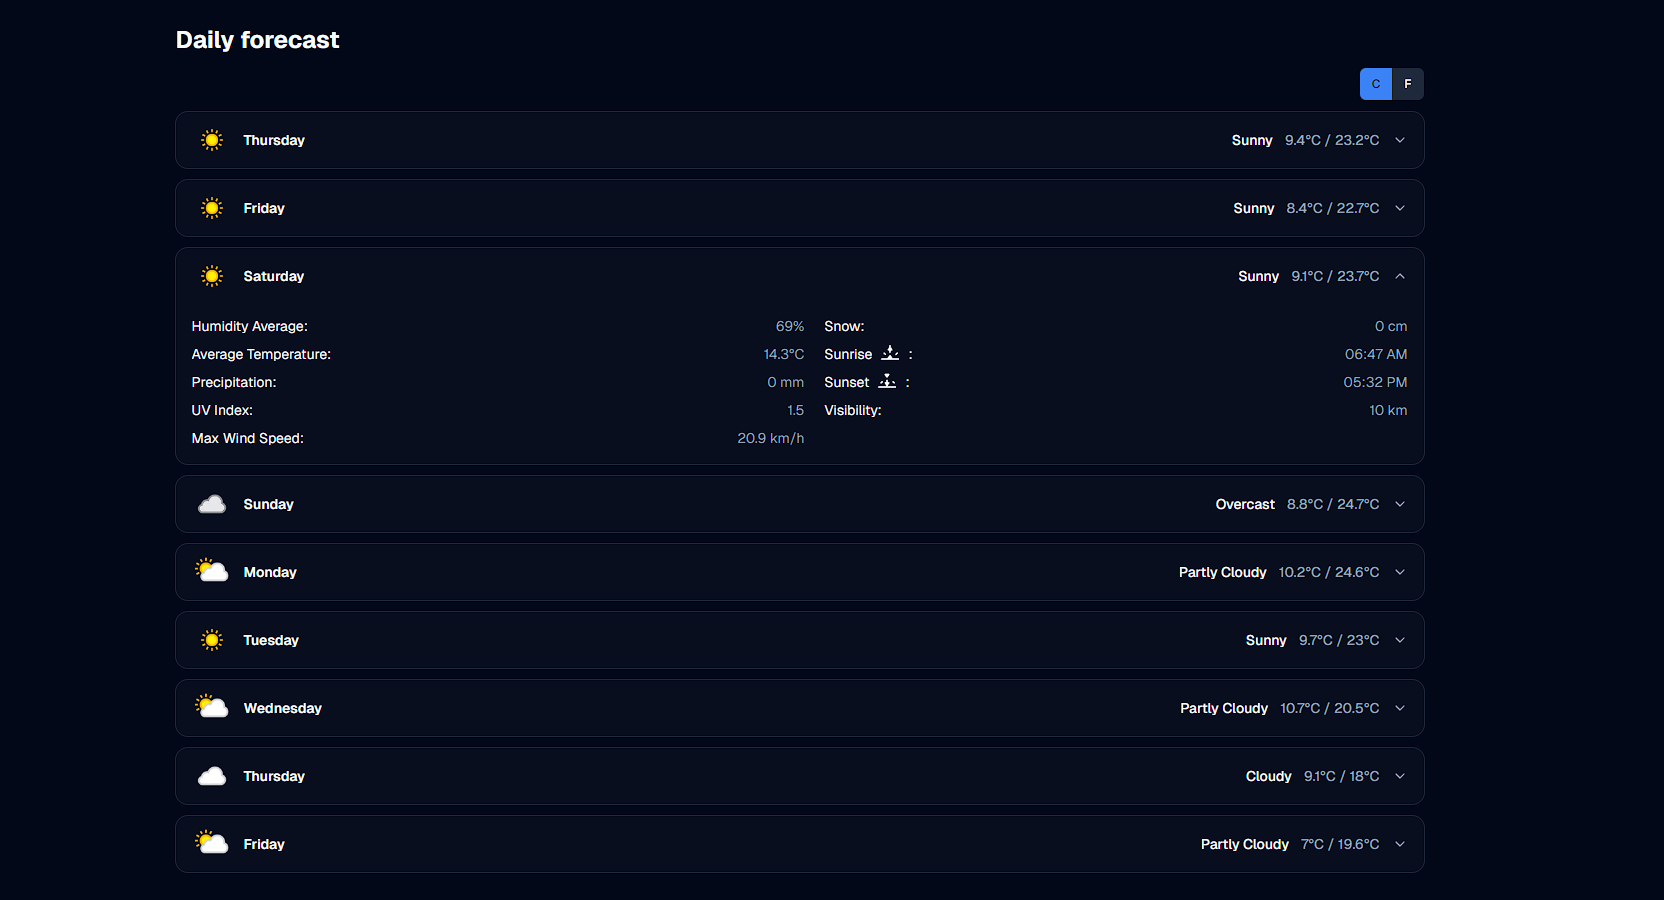 Daily forecast
C F
Thursday Sunny 9.4°C / 23.2°C
Friday Sunny 8.4°C / 22.7°C
Saturday Sunny 9.1°C / 23.7°C
Humidity Average: 69% Snow: 0 cm
Average Temperature: 14.3°C Sunrise : 06:47 AM
Precipitation: 0 mm Sunset : 05:32 PM
UV Index: 1.5 Visibility: 10 km
Max Wind Speed: 20.9 km/h
Sunday Overcast 8.8°C / 24.7°C
Monday Partly Cloudy 10.2°C / 24.6°C
Tuesday Sunny 9.7°C / 23°C
Wednesday Partly Cloudy 10.7°C / 20.5°C
Thursday Cloudy 9.1°C / 18°C
Friday Partly Cloudy 7°C / 19.6°C